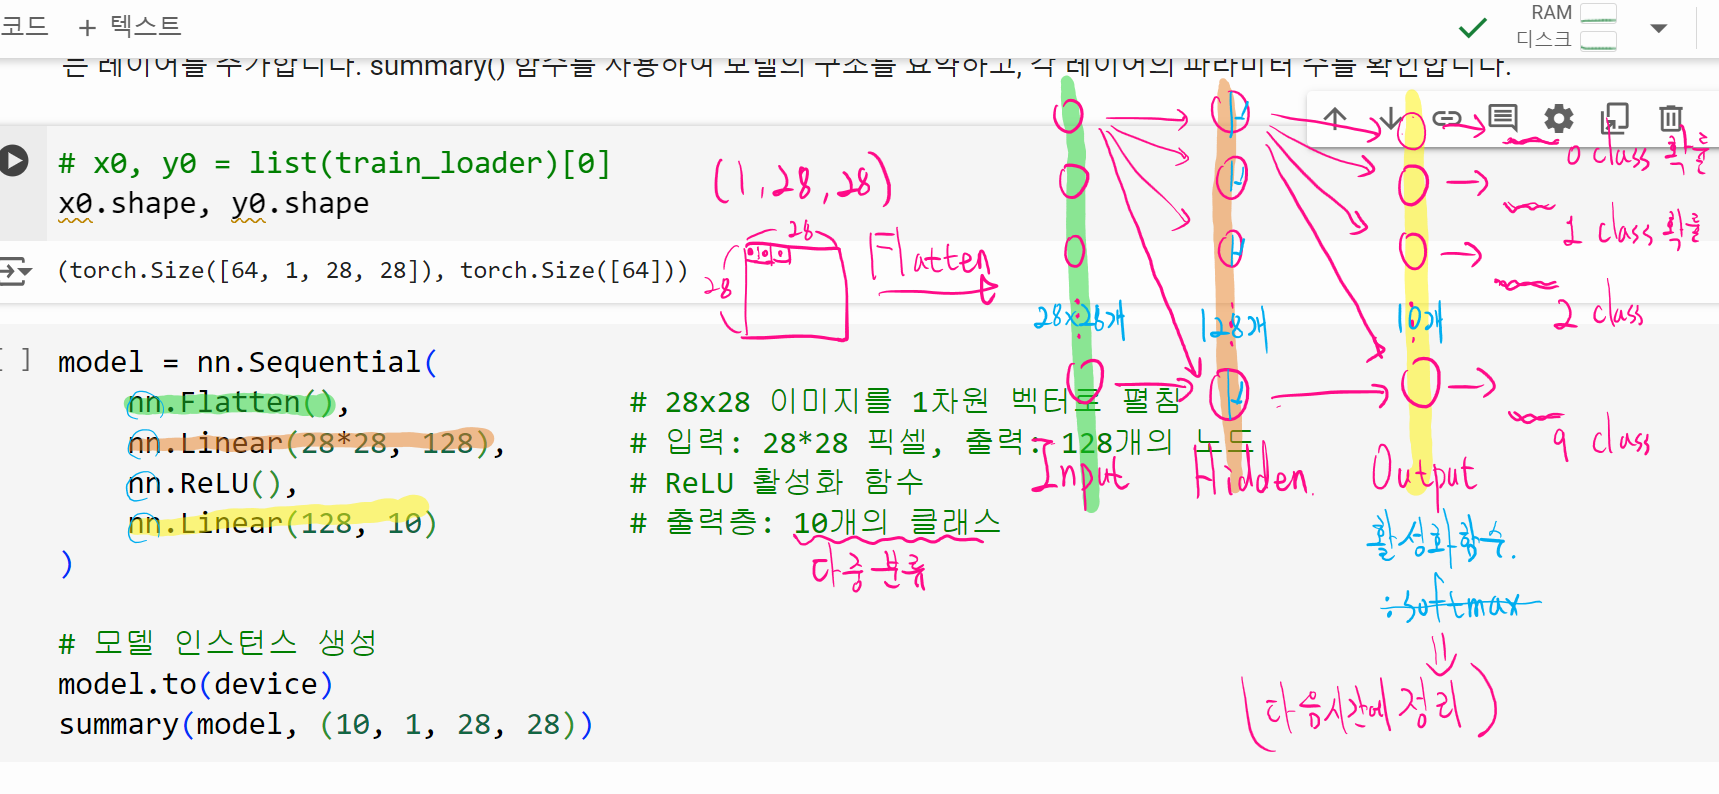 코드 + 텍스트
RAM
디스크
는 레이어를 추가합니다. summary() 함수를 사용하여 모델의 구조를 요약하고, 각 레이어의 파라미터 수를 확인합니다.
# x0, y0 = list(train_loader)[0]
x0.shape, y0.shape
(torch.Size([64, 1, 28, 28]), torch.Size([64]))
(1, 28, 28)
28
28
Flatten
28x28개
128개
10개
0 class 확률
1 class 확률
2 class
9 class
Input
Hidden.
Output
[ ]
model = nn.Sequential(
nn.Flatten(), # 28x28 이미지를 1차원 벡터로 펼침
nn.Linear(28*28, 128), # 입력: 28*28 픽셀, 출력: 128개의 노드
nn.ReLU(), # ReLU 활성화 함수
nn.Linear(128, 10) # 출력층: 10개의 클래스
)
다중분류
활성화함수.
: softmax
(다음시간에 정리)
# 모델 인스턴스 생성
model.to(device)
summary(model, (10, 1, 28, 28))